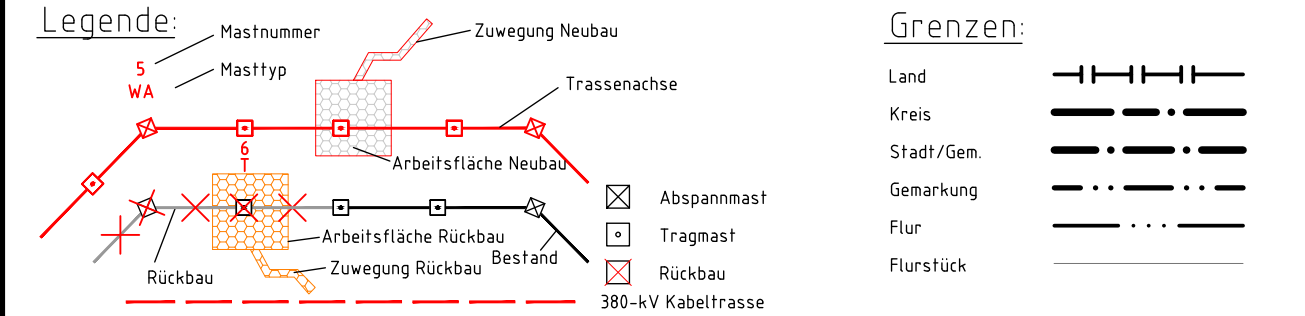 Legende:
Mastnummer
5
WA
Masttyp
Zuwegung Neubau
Trassenachse
Arbeitsfläche Neubau
6
T
Arbeitsfläche Rückbau
Zuwegung Rückbau
Rückbau
Bestand
Abspannmast
Tragmast
Rückbau
380-kV Kabeltrasse
Grenzen:
Land
Kreis
Stadt/Gem.
Gemarkung
Flur
Flurstück